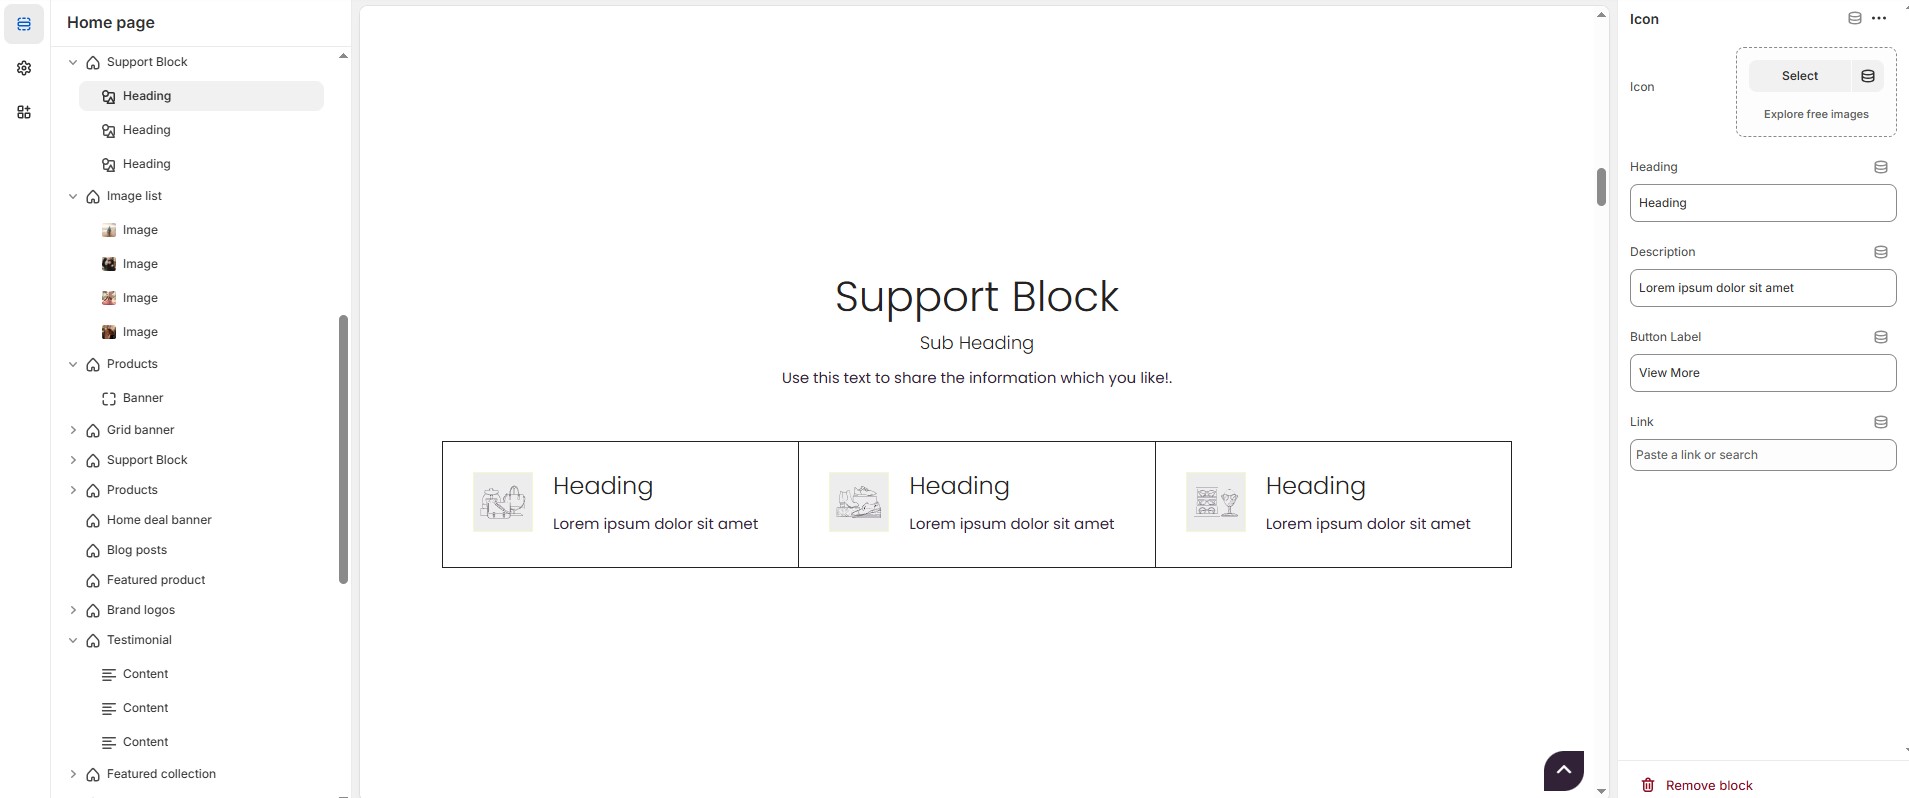 Home page
Support Block
Heading
Heading
Heading
Image list
Image
Image
Image
Image
Products
Banner
Grid banner
Support Block
Products
Home deal banner
Blog posts
Featured product
Brand logos
Testimonial
Content
Content
Content
Featured collection
Support Block
Sub Heading
Use this text to share the information which you like!.
Heading
Lorem ipsum dolor sit amet
Heading
Lorem ipsum dolor sit amet
Heading
Lorem ipsum dolor sit amet
Icon
Icon
Select
Explore free images
Heading
Heading
Description
Lorem ipsum dolor sit amet
Button Label
View More
Link
Paste a link or search
Remove block